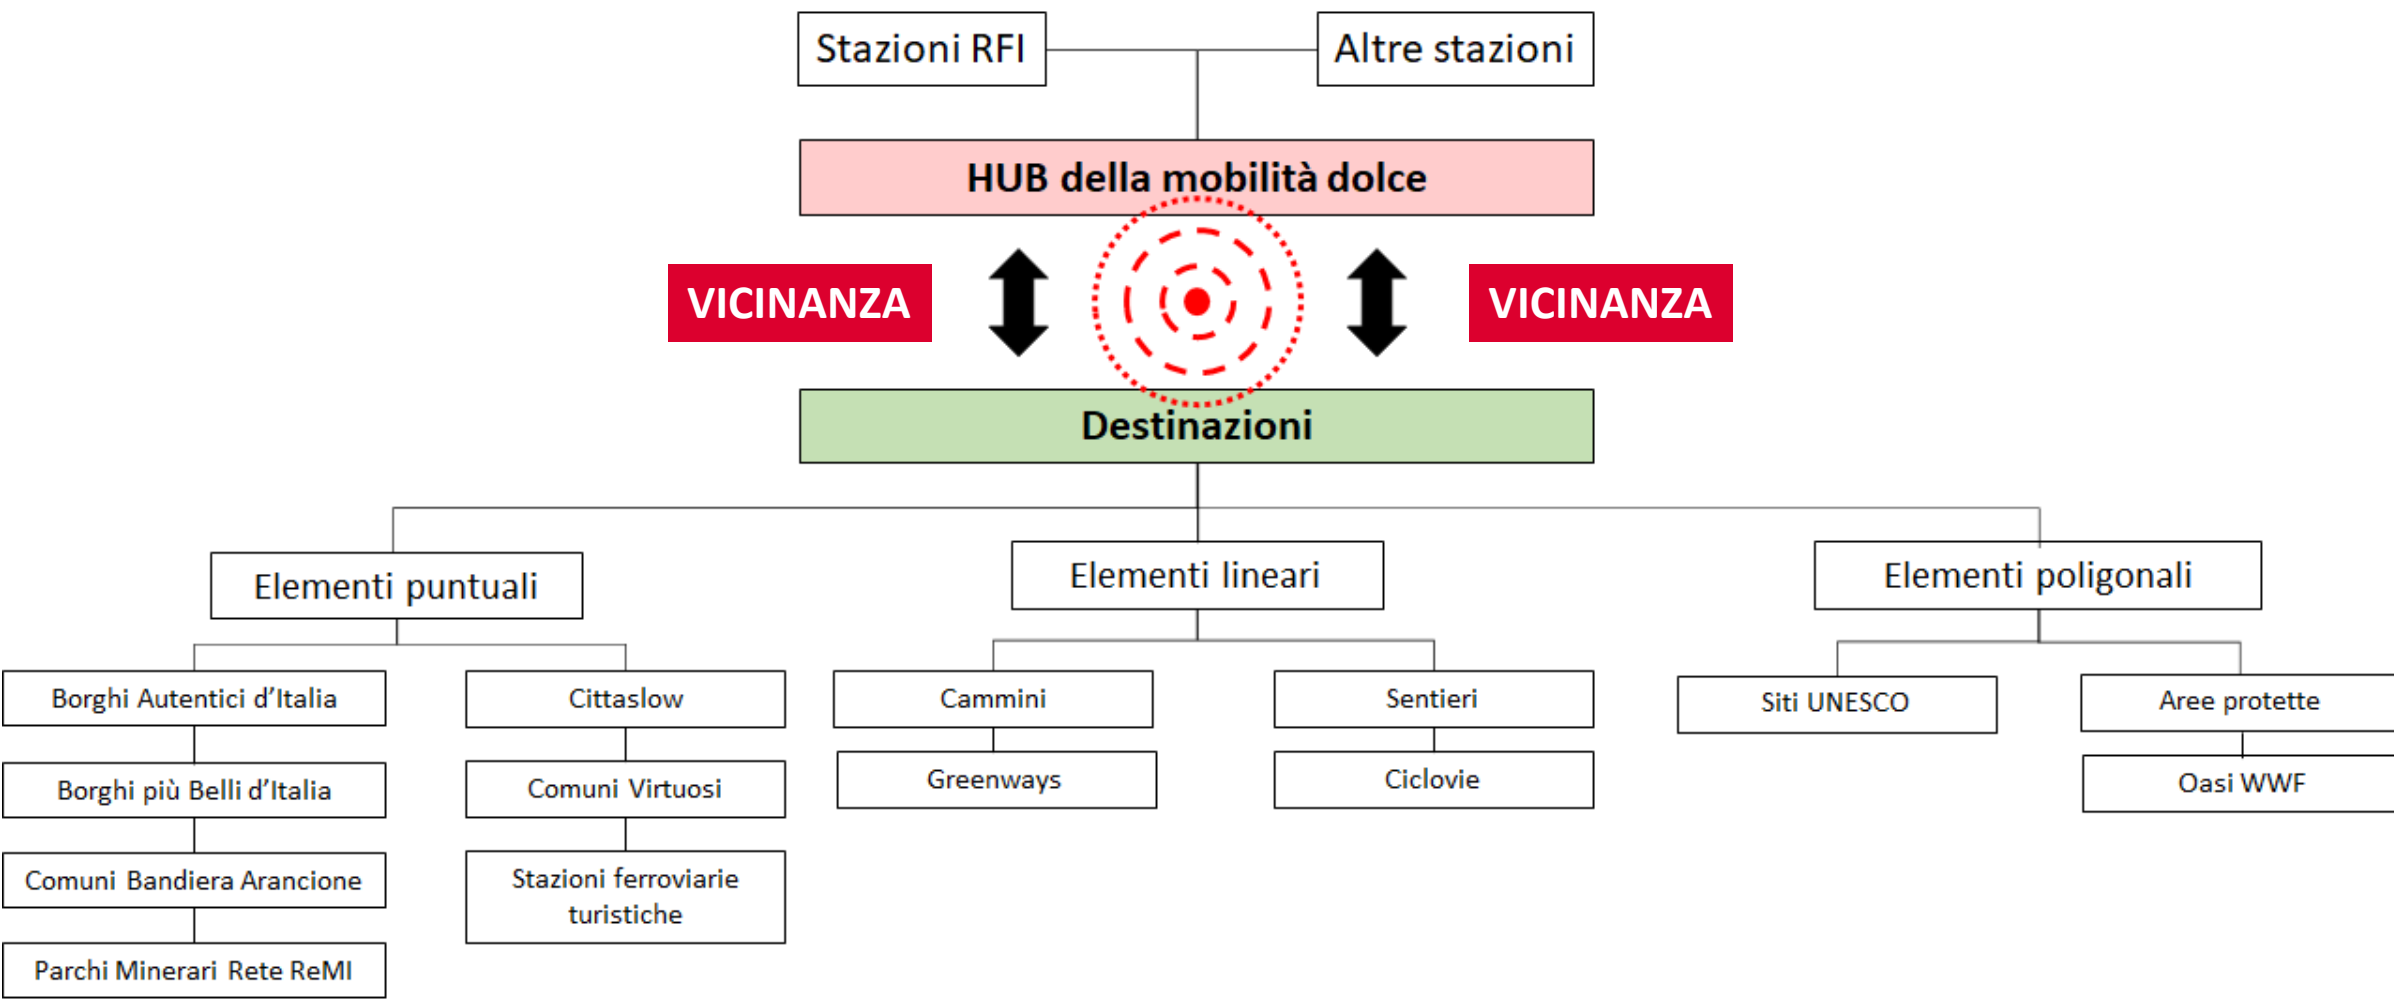 Stazioni RFI
Altre stazioni
HUB della mobilità dolce
VICINANZA
VICINANZA
Destinazioni
Elementi puntuali
Elementi lineari
Elementi poligonali
Borghi Autentici d’Italia
Cittaslow
Cammini
Sentieri
Siti UNESCO
Aree protette
Borghi più Belli d’Italia
Comuni Virtuosi
Greenways
Ciclovie
Oasi WWF
Comuni Bandiera Arancione
Stazioni ferroviarie
turistiche
Parchi Minerari Rete ReMI